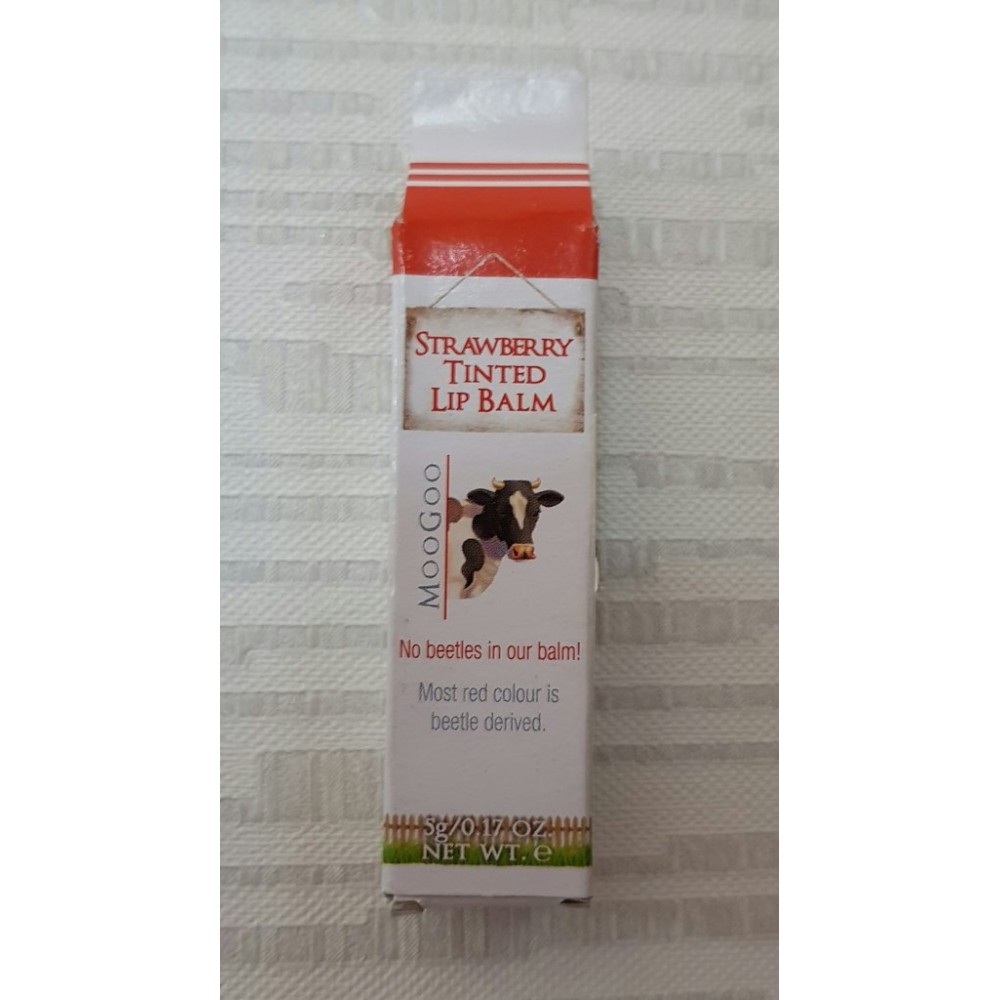 STRAWBERRY
TINTED
LIP BALM
MOOGOO
No beetles in our balm!
Most red colour is
beetle derived.
5g/0.17 OZ.
NET WT. e